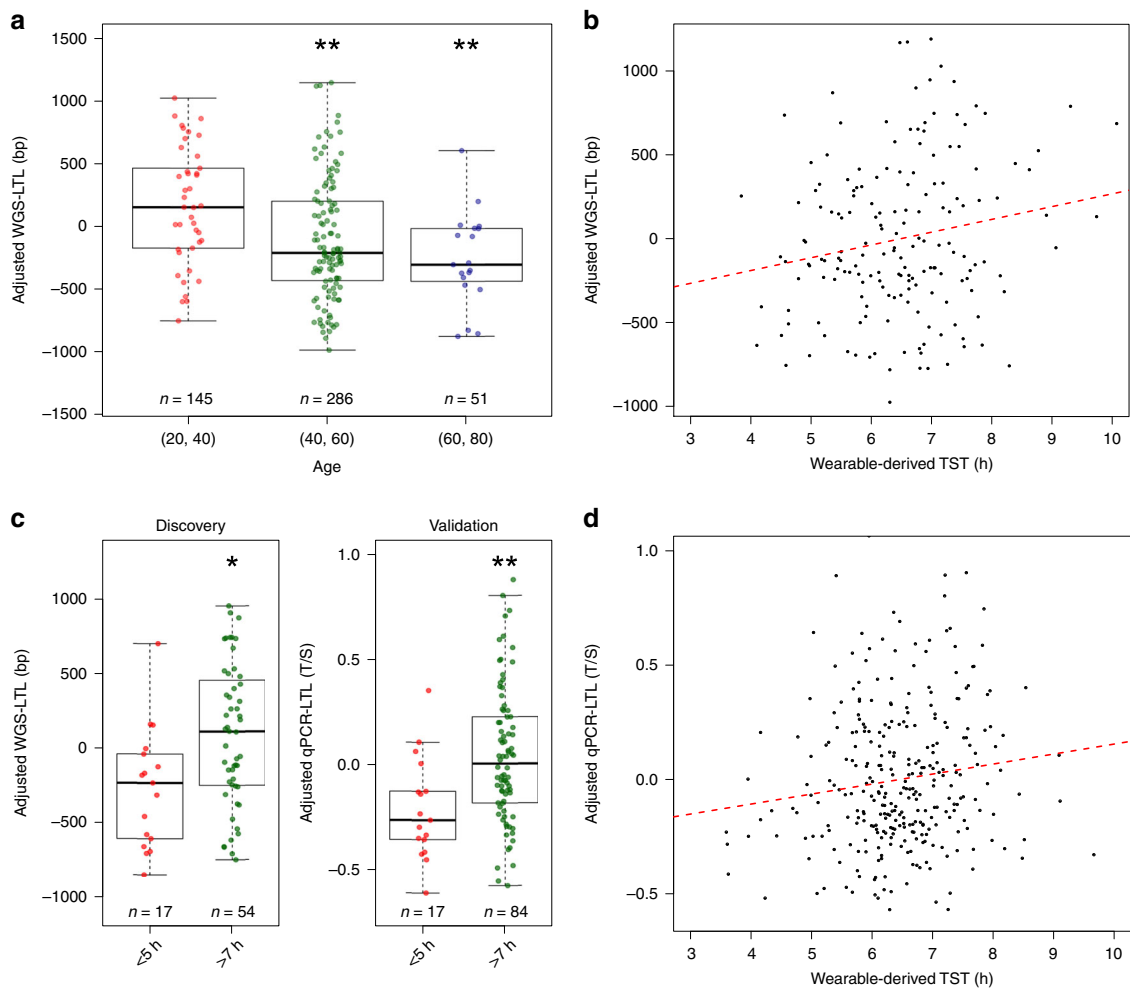 a
Adjusted WGS-LTL (bp)
1500
1000
500
0
−500
−1000
−1500
**
**
n = 145
n = 286
n = 51
(20, 40)
(40, 60)
(60, 80)
Age
b
Adjusted WGS-LTL (bp)
1000
500
0
−500
−1000
3
4
5
6
7
8
9
10
Wearable-derived TST (h)
c
Discovery
Adjusted WGS-LTL (bp)
1000
500
0
−500
−1000
*
n = 17
n = 54
<5 h
>7 h
Validation
Adjusted qPCR-LTL (T/S)
1.0
0.5
0.0
−0.5
**
n = 17
n = 84
<5 h
>7 h
d
Adjusted qPCR-LTL (T/S)
1.0
0.5
0.0
−0.5
3
4
5
6
7
8
9
10
Wearable-derived TST (h)